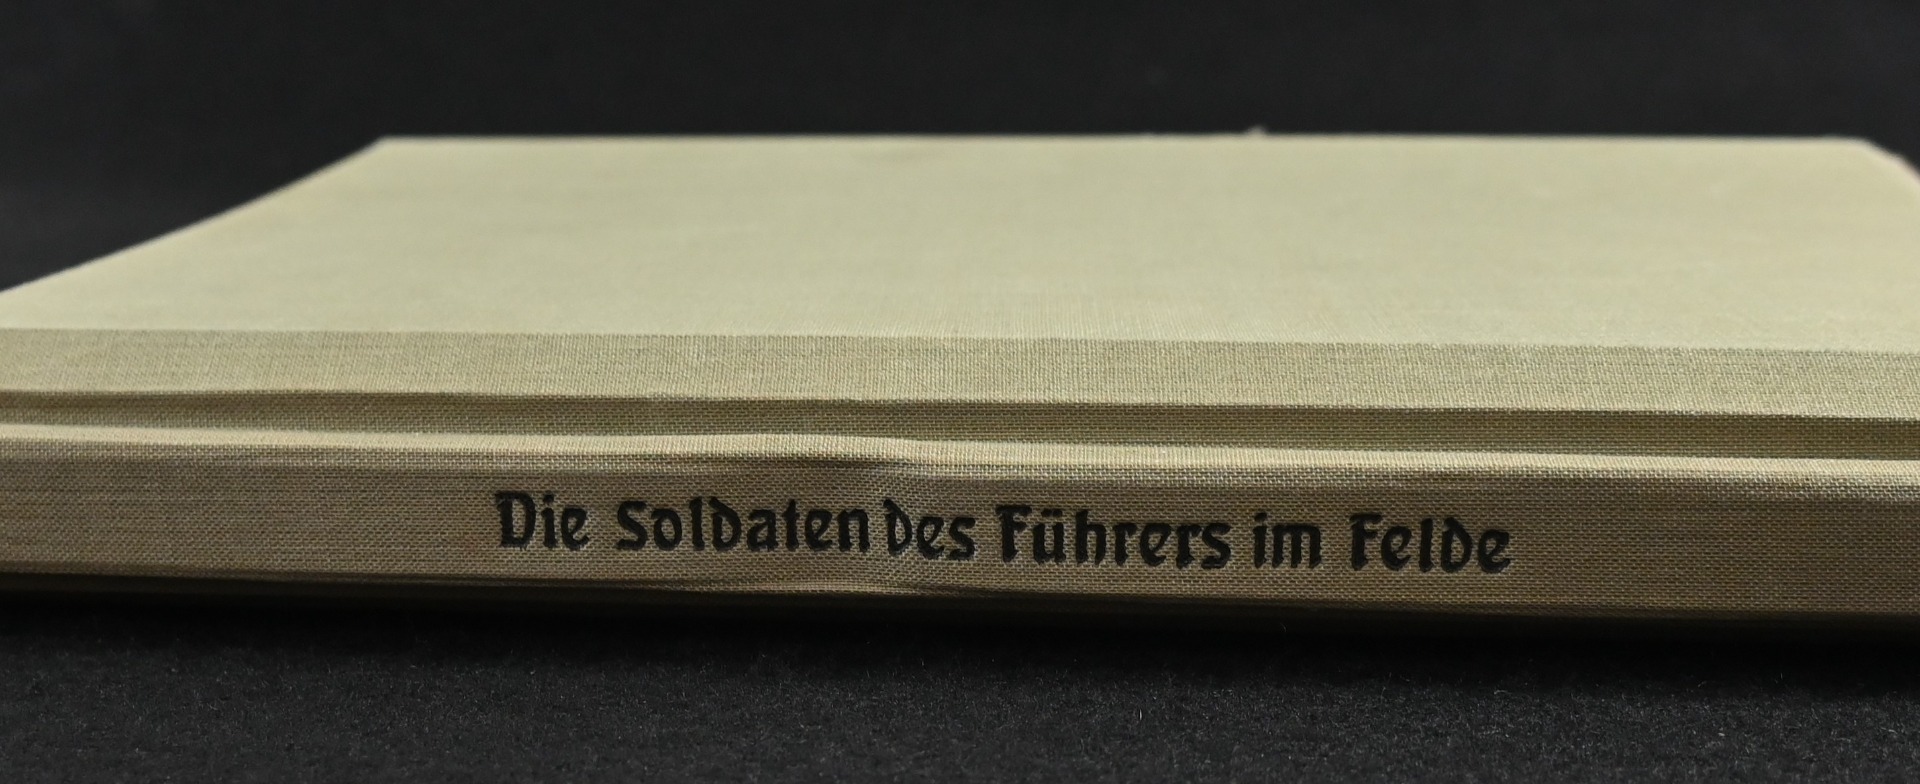 Die Soldaten des Führers im Felde